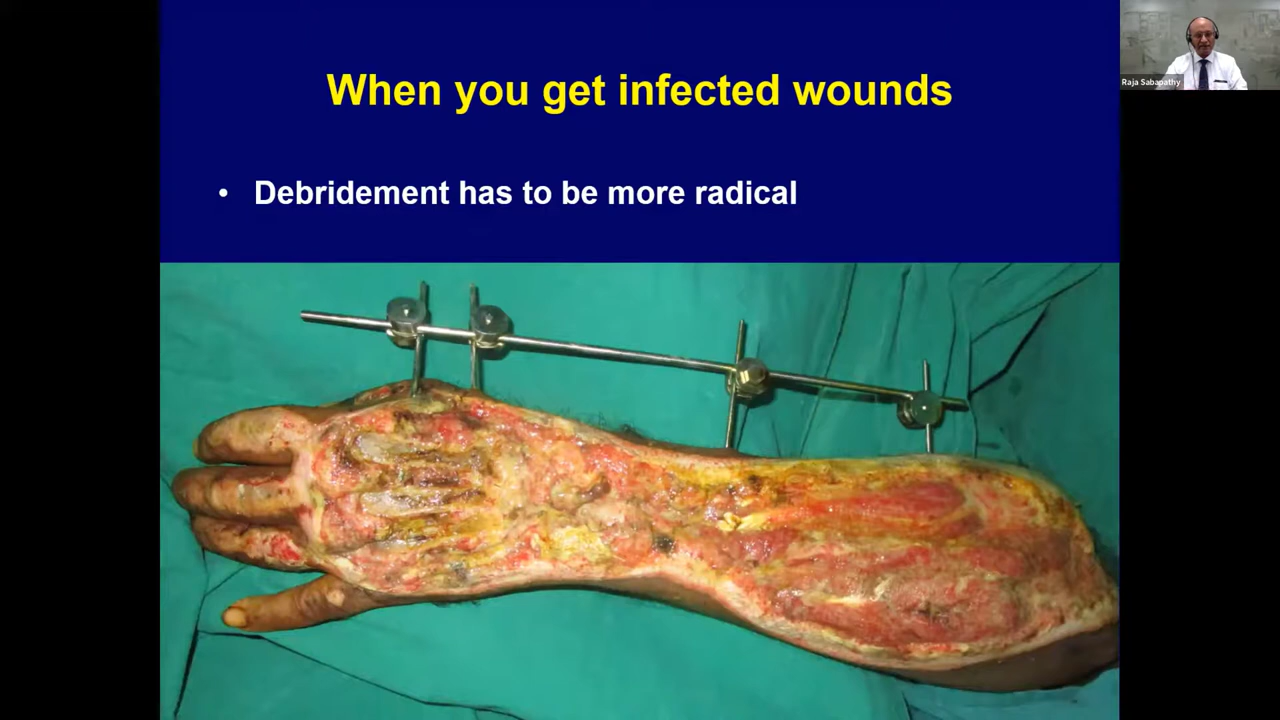 When you get infected wounds
• Debridement has to be more radical
Raja Sabapathy